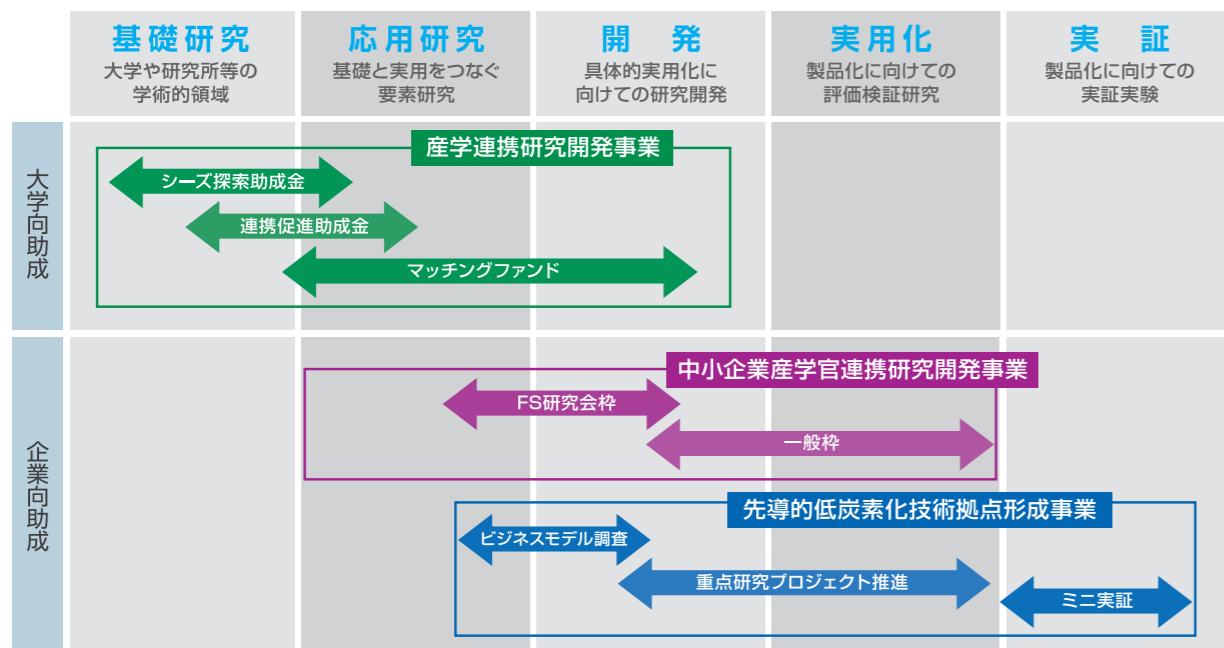 基礎研究
大学や研究所等の
学術的領域
応用研究
基礎と実用をつなぐ
要素研究
開　発
具体的実用化に
向けての研究開発
実用化
製品化に向けての
評価検証研究
実　証
製品化に向けての
実証実験
大学向助成
産学連携研究開発事業
シーズ探索助成金
連携促進助成金
マッチングファンド
企業向助成
中小企業産学官連携研究開発事業
FS研究会枠
一般枠
先導的低炭素化技術拠点形成事業
ビジネスモデル調査
重点研究プロジェクト推進
ミニ実証